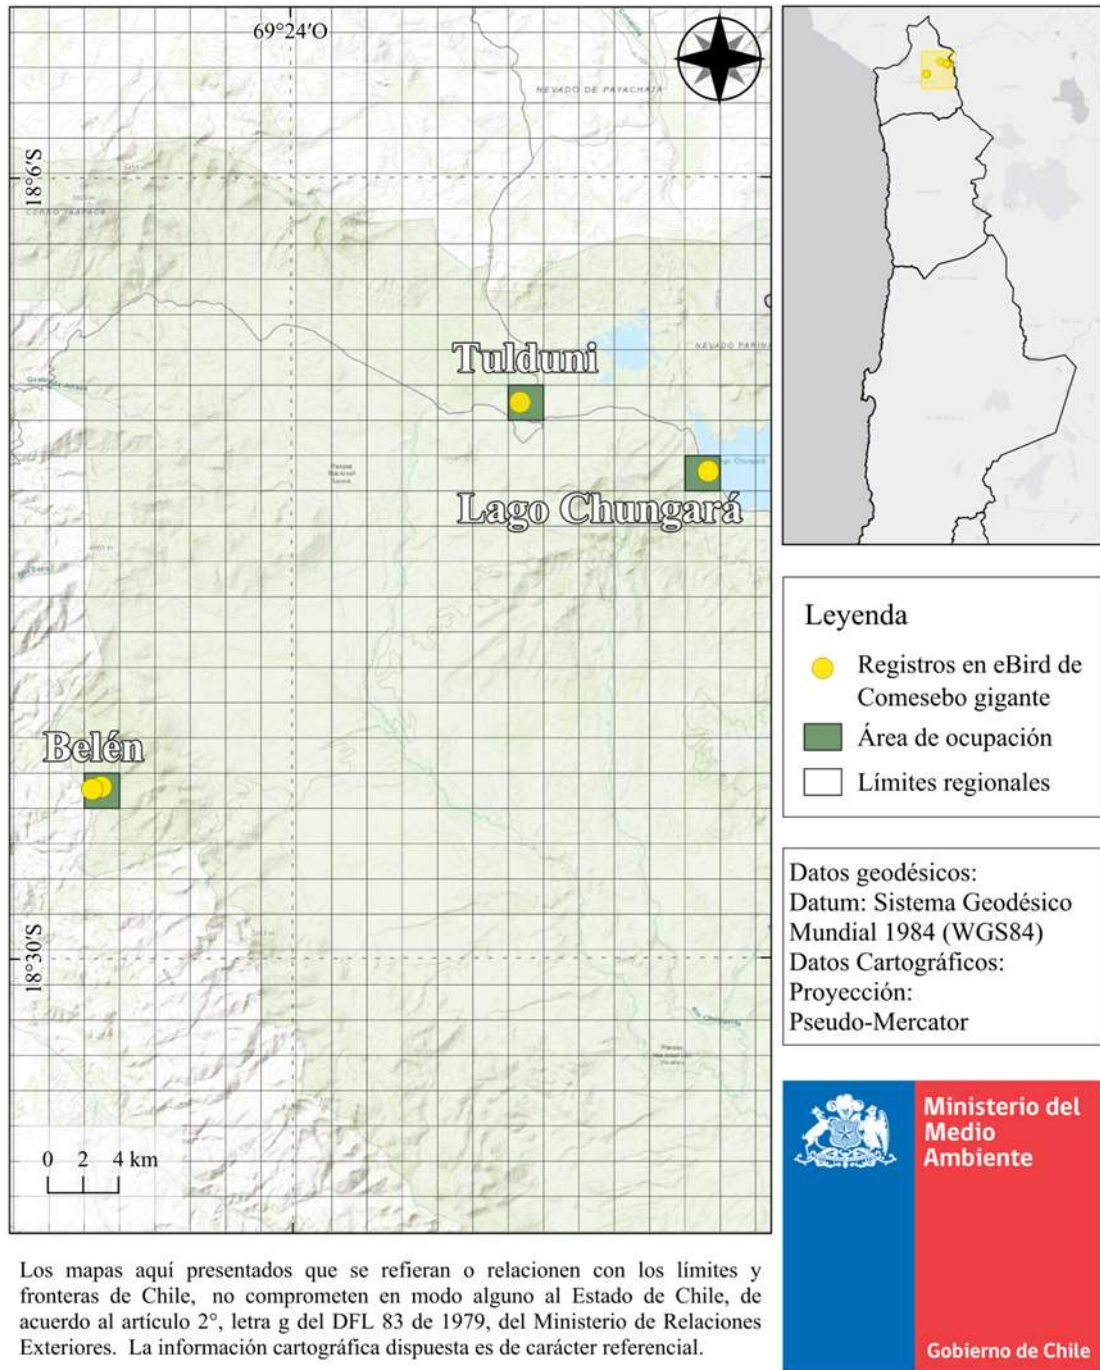 69°24'O
NEVADO DE PAYACHATA
18°6'S
CERRO TAAPACA
Tulduni
NEVADO PARINA
Parque
Nacional
Lauca
Lago Chungará
Belén
18°30'S
0 2 4 km
Leyenda
Registros en eBird de
Comesebo gigante
Área de ocupación
Límites regionales
Datos geodésicos:
Datum: Sistema Geodésico
Mundial 1984 (WGS84)
Datos Cartográficos:
Proyección:
Pseudo-Mercator
Ministerio del
Medio
Ambiente
Gobierno de Chile
Los mapas aquí presentados que se refieran o relacionen con los límites y
fronteras de Chile, no comprometen en modo alguno al Estado de Chile, de
acuerdo al artículo 2°, letra g del DFL 83 de 1979, del Ministerio de Relaciones
Exteriores. La información cartográfica dispuesta es de carácter referencial.